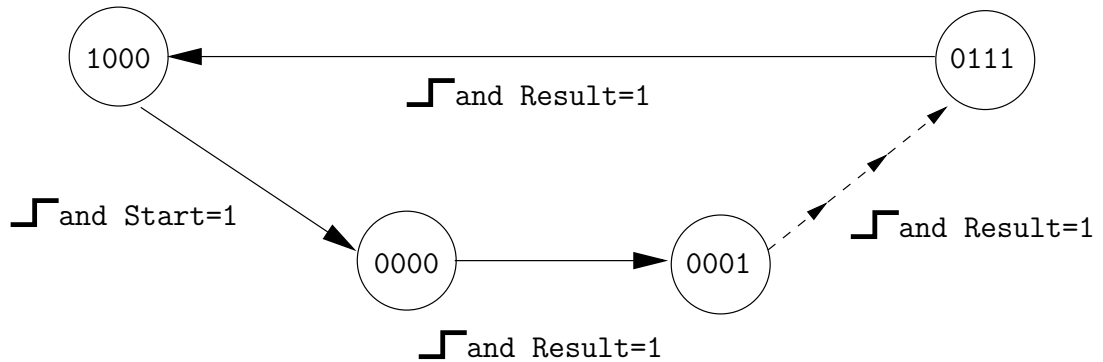 1000
0111
and Result=1
and Start=1
and Result=1
0000
0001
and Result=1